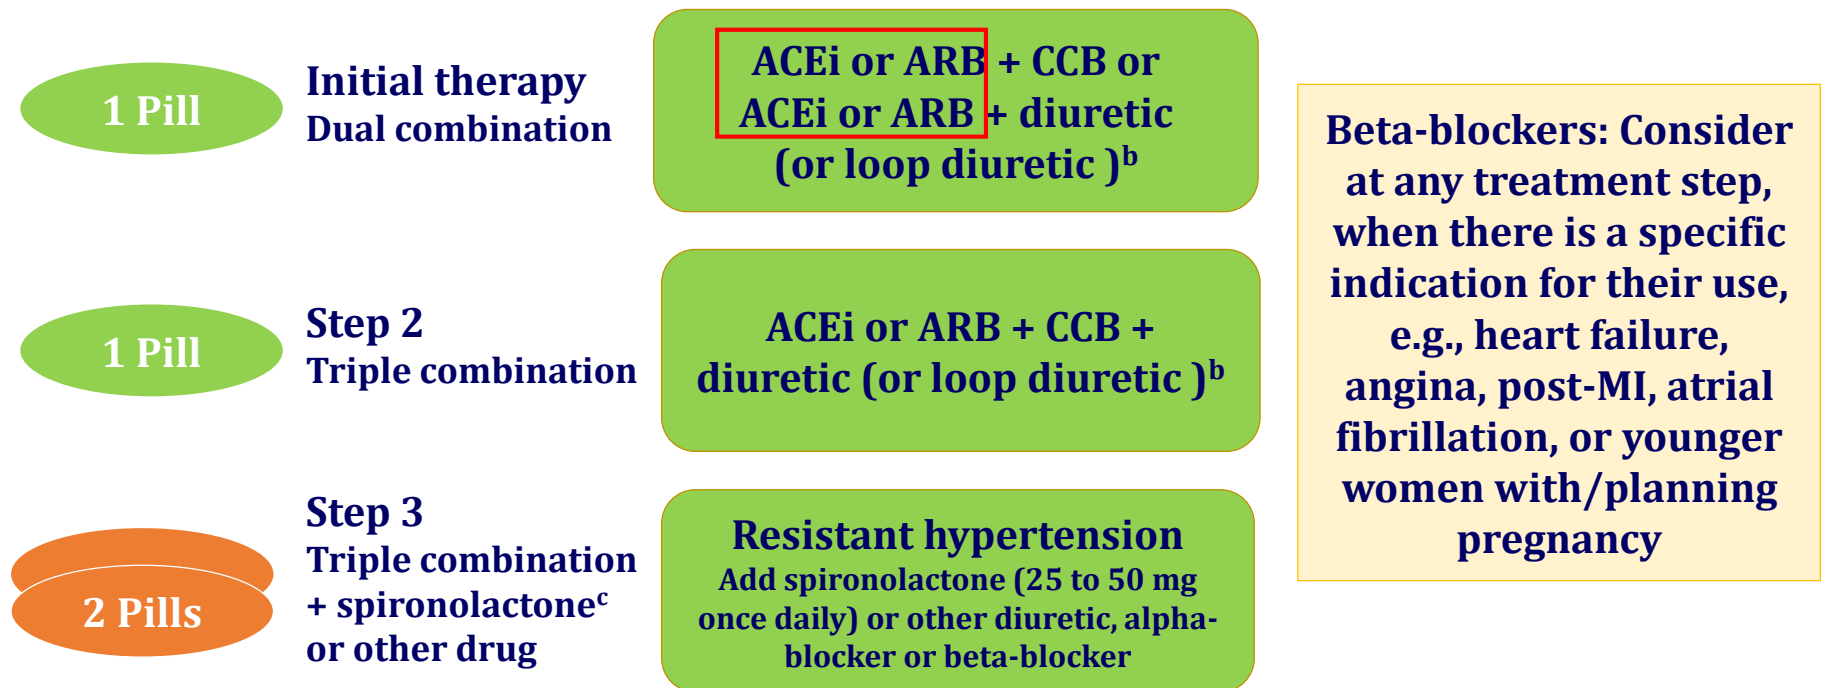 1 Pill
Initial therapy
Dual combination
ACEi or ARB + CCB or
ACEi or ARB + diuretic
(or loop diuretic )ᵇ
1 Pill
Step 2
Triple combination
ACEi or ARB + CCB +
diuretic (or loop diuretic )ᵇ
2 Pills
Step 3
Triple combination
+ spironolactoneᶜ
or other drug
Resistant hypertension
Add spironolactone (25 to 50 mg
once daily) or other diuretic, alpha-
blocker or beta-blocker
Beta-blockers: Consider
at any treatment step,
when there is a specific
indication for their use,
e.g., heart failure,
angina, post-MI, atrial
fibrillation, or younger
women with/planning
pregnancy